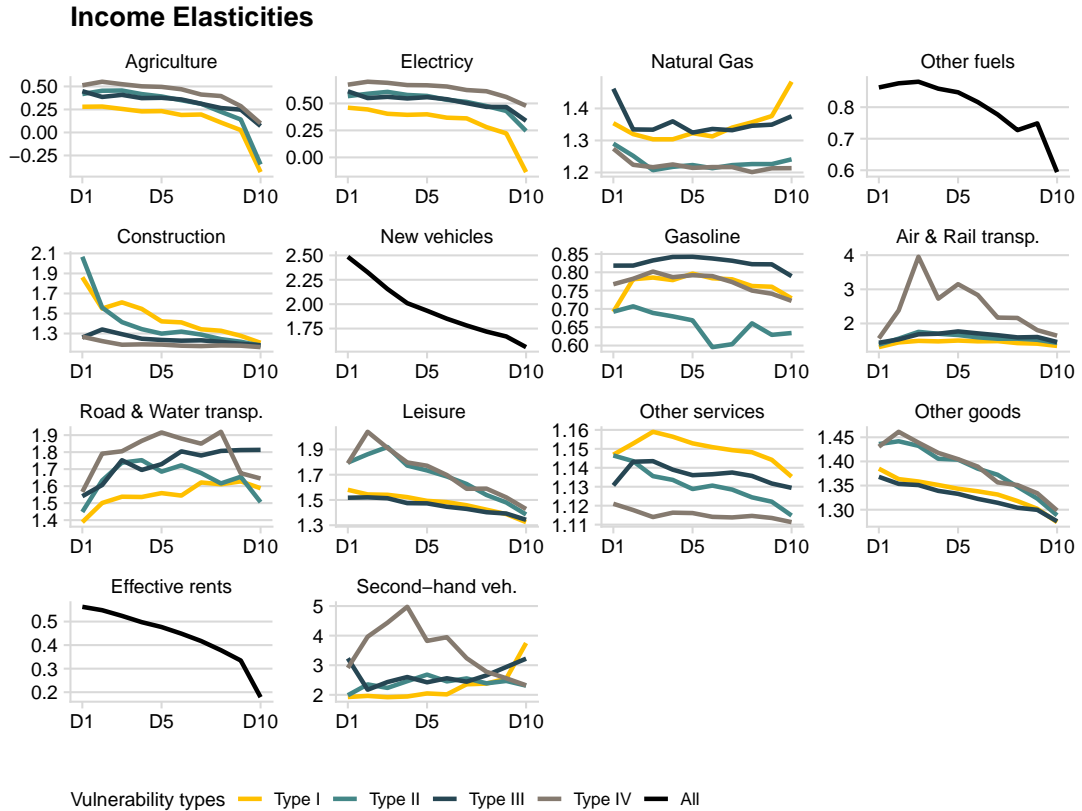 Income Elasticities
Agriculture
Electricy
Natural Gas
Other fuels
0.50
0.25
0.00
−0.25
D1 D5 D10
0.50
0.25
0.00
D1 D5 D10
1.4
1.3
1.2
D1 D5 D10
0.8
0.7
0.6
D1 D5 D10
Construction
New vehicles
Gasoline
Air & Rail transp.
2.1
1.9
1.7
1.5
1.3
D1 D5 D10
2.50
2.25
2.00
1.75
D1 D5 D10
0.85
0.80
0.75
0.70
0.65
0.60
D1 D5 D10
4
3
2
D1 D5 D10
Road & Water transp.
Leisure
Other services
Other goods
1.9
1.8
1.7
1.6
1.5
1.4
D1 D5 D10
1.9
1.7
1.5
1.3
D1 D5 D10
1.16
1.15
1.14
1.13
1.12
1.11
D1 D5 D10
1.45
1.40
1.35
1.30
D1 D5 D10
Effective rents
Second−hand veh.
0.5
0.4
0.3
0.2
D1 D5 D10
5
4
3
2
D1 D5 D10
Vulnerability types Type I Type II Type III Type IV All